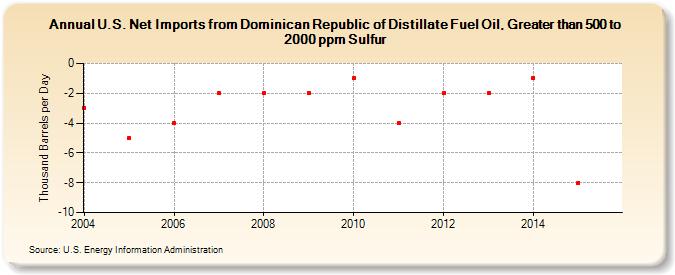 Annual U.S. Net Imports from Dominican Republic of Distillate Fuel Oil, Greater than 500 to
2000 ppm Sulfur
Thousand Barrels per Day
0
-2
-4
-6
-8
-10
2004 2006 2008 2010 2012 2014
Source: U.S. Energy Information Administration